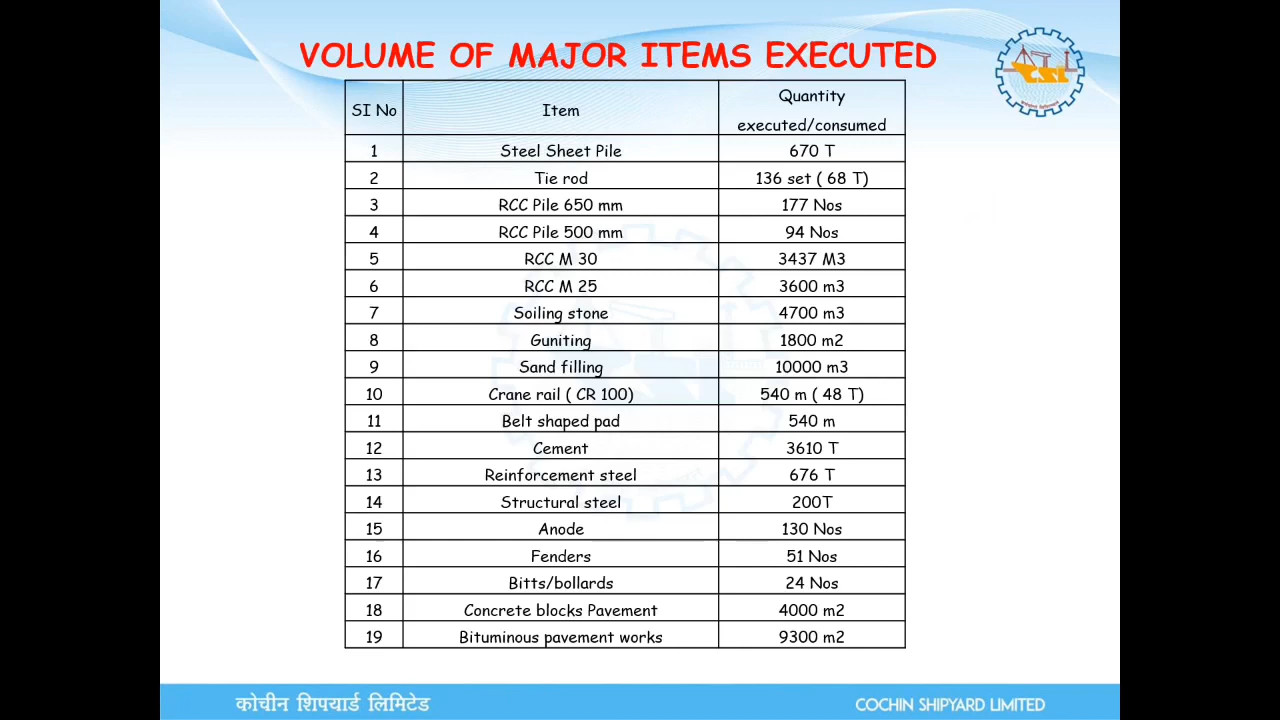 VOLUME OF MAJOR ITEMS EXECUTED
SI No Item Quantity executed/consumed
1 Steel Sheet Pile 670 T
2 Tie rod 136 set ( 68 T)
3 RCC Pile 650 mm 177 Nos
4 RCC Pile 500 mm 94 Nos
5 RCC M 30 3437 M3
6 RCC M 25 3600 m3
7 Soiling stone 4700 m3
8 Guniting 1800 m2
9 Sand filling 10000 m3
10 Crane rail ( CR 100) 540 m ( 48 T)
11 Belt shaped pad 540 m
12 Cement 3610 T
13 Reinforcement steel 676 T
14 Structural steel 200T
15 Anode 130 Nos
16 Fenders 51 Nos
17 Bitts/bollards 24 Nos
18 Concrete blocks Pavement 4000 m2
19 Bituminous pavement works 9300 m2
कोचीन शिपयार्ड लिमिटेड COCHIN SHIPYARD LIMITED